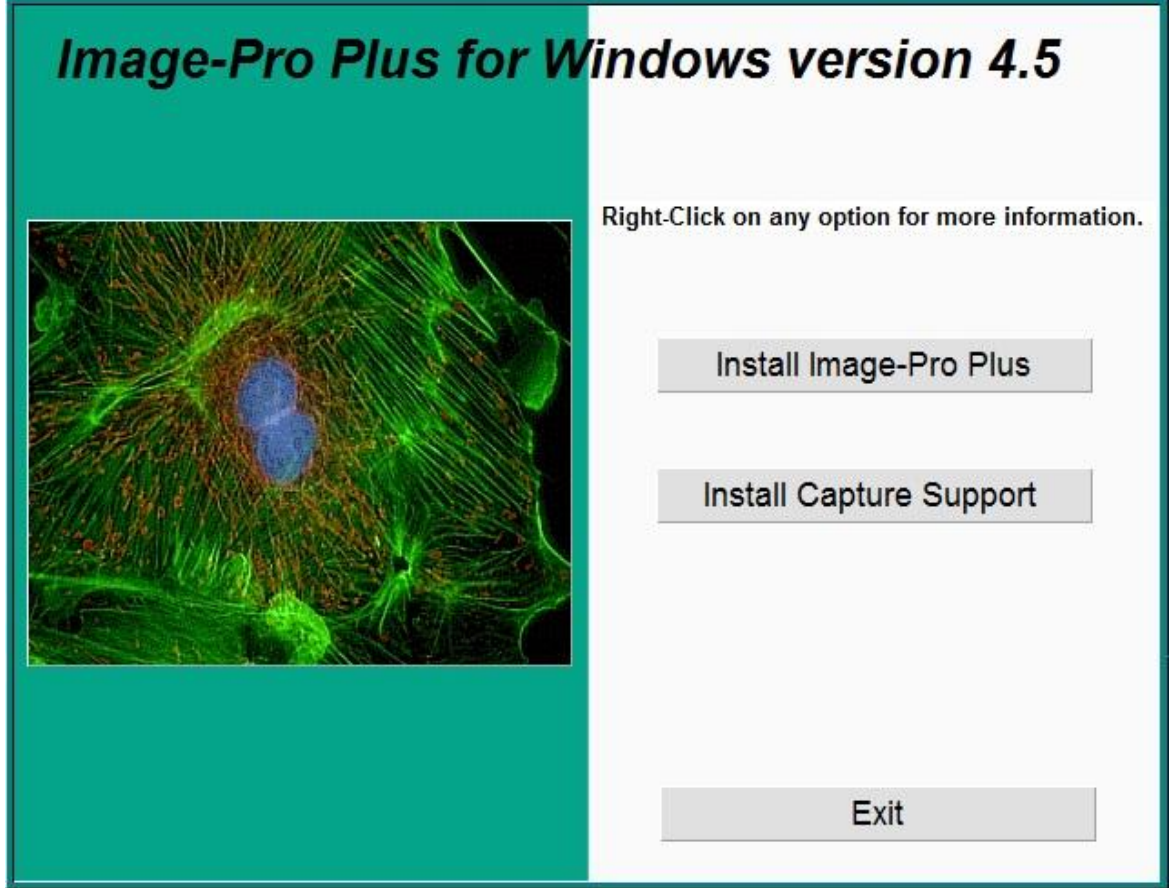 Image-Pro Plus for Windows version 4.5
Right-Click on any option for more information.
Install Image-Pro Plus
Install Capture Support
Exit